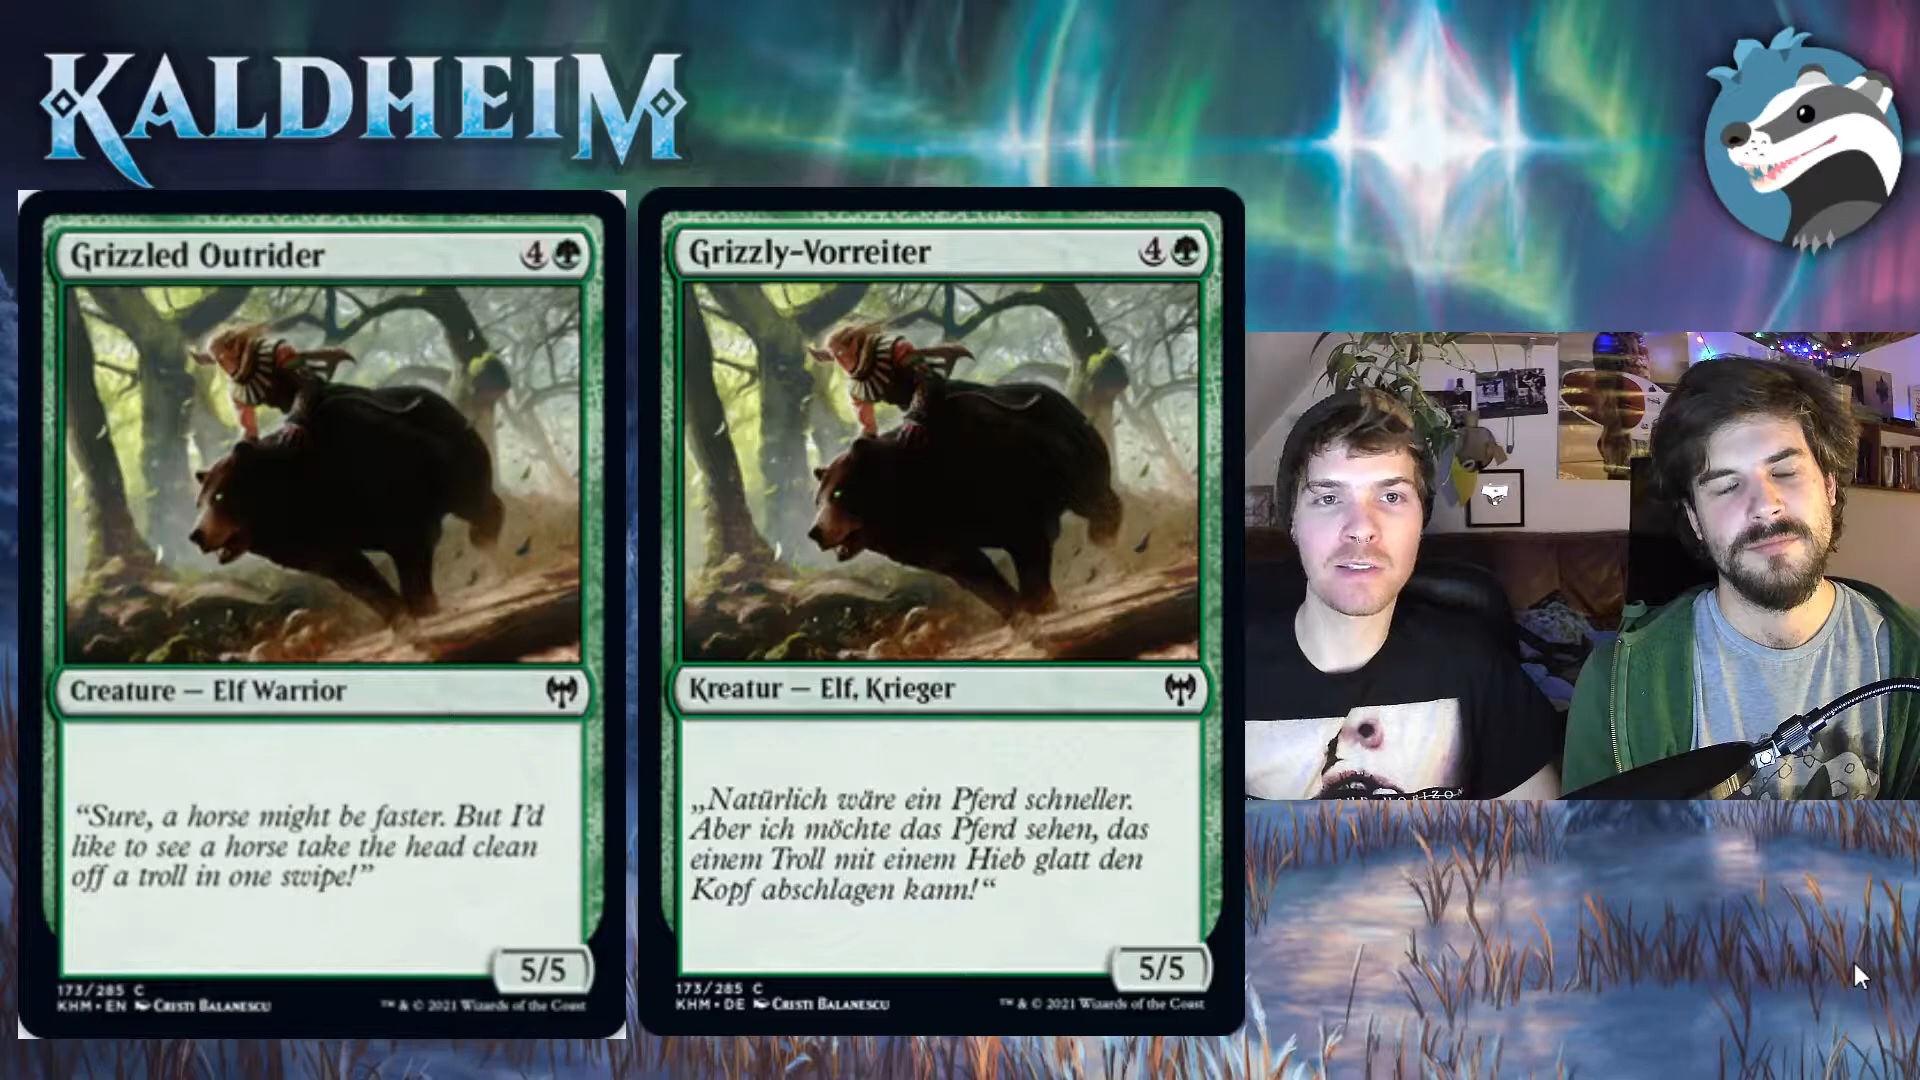 KALDHEIM
Grizzled Outrider
4
Creature — Elf Warrior
“Sure, a horse might be faster. But I’d
like to see a horse take the head clean
off a troll in one swipe!”
5/5
173/285 C
KHM • EN CRISTI BALANESCU
™ & © 2021 Wizards of the Coast
Grizzly-Vorreiter
4
Kreatur — Elf, Krieger
„Natürlich wäre ein Pferd schneller.
Aber ich möchte das Pferd sehen, das
einem Troll mit einem Hieb glatt den
Kopf abschlagen kann!“
5/5
173/285 C
KHM • DE CRISTI BALANESCU
™ & © 2021 Wizards of the Coast